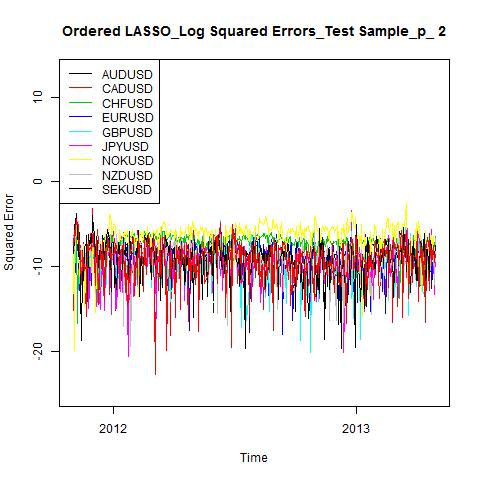 Ordered LASSO_Log Squared Errors_Test Sample_p_ 2
AUDUSD
CADUSD
CHFUSD
EURUSD
GBPUSD
JPYUSD
NOKUSD
NZDUSD
SEKUSD
Squared Error
10
0
-10
-20
2012
2013
Time